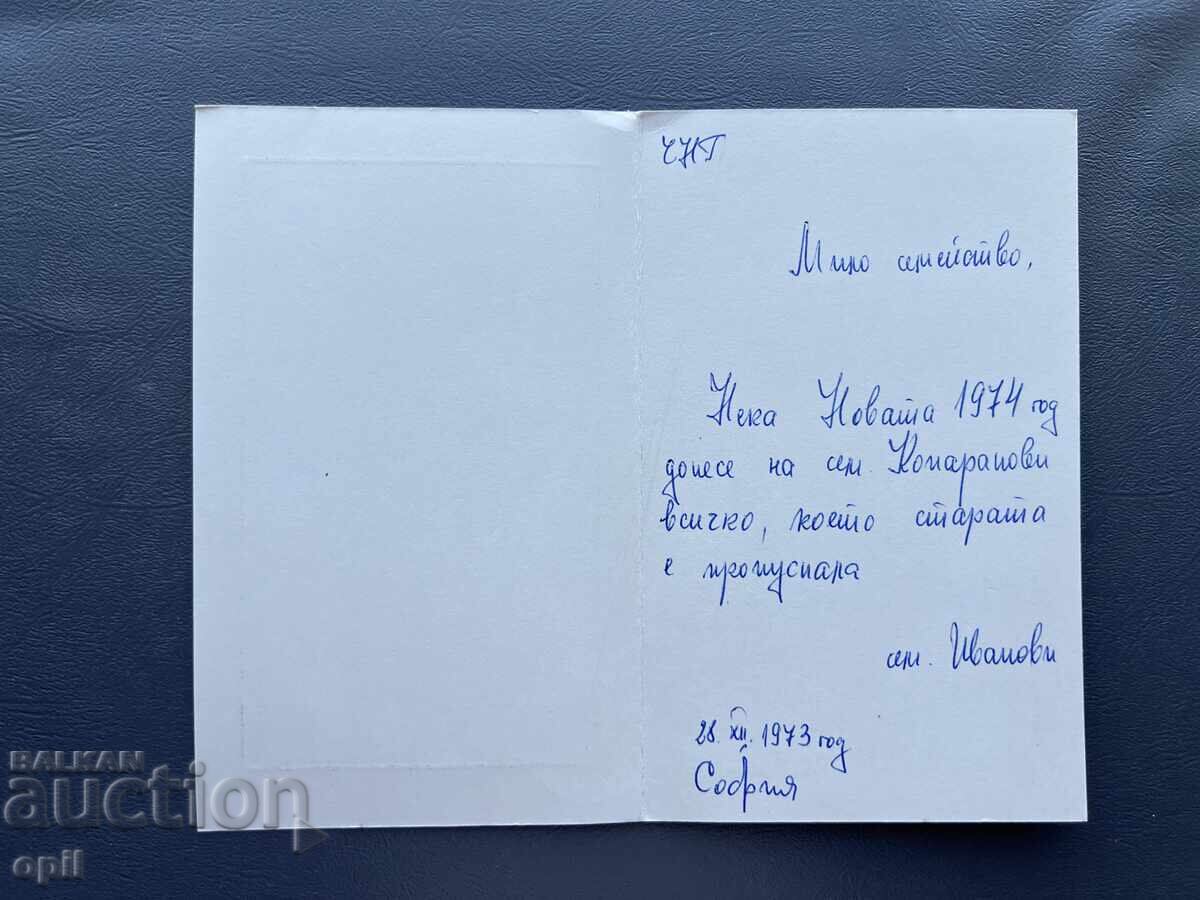 ЧНГ
Мило семейство,
Нека Новата 1974 год
донесе на сем. Копаранови
всичко, което старата
е пропуснала
сем. Иванови
28. XII. 1973 год
София
BALKAN
auction
opil